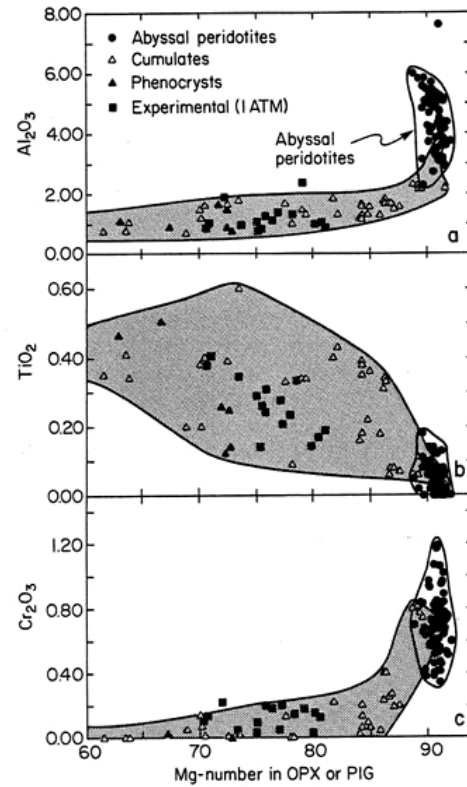 8.00
6.00
4.00
2.00
0.00
Al₂O₃
● Abyssal peridotites
△ Cumulates
▲ Phenocrysts
■ Experimental (1 ATM)
Abyssal
peridotites
a
0.60
0.40
0.20
0.00
TiO₂
b
1.20
0.80
0.40
0.00
Cr₂O₃
c
60 70 80 90
Mg-number in OPX or PIG